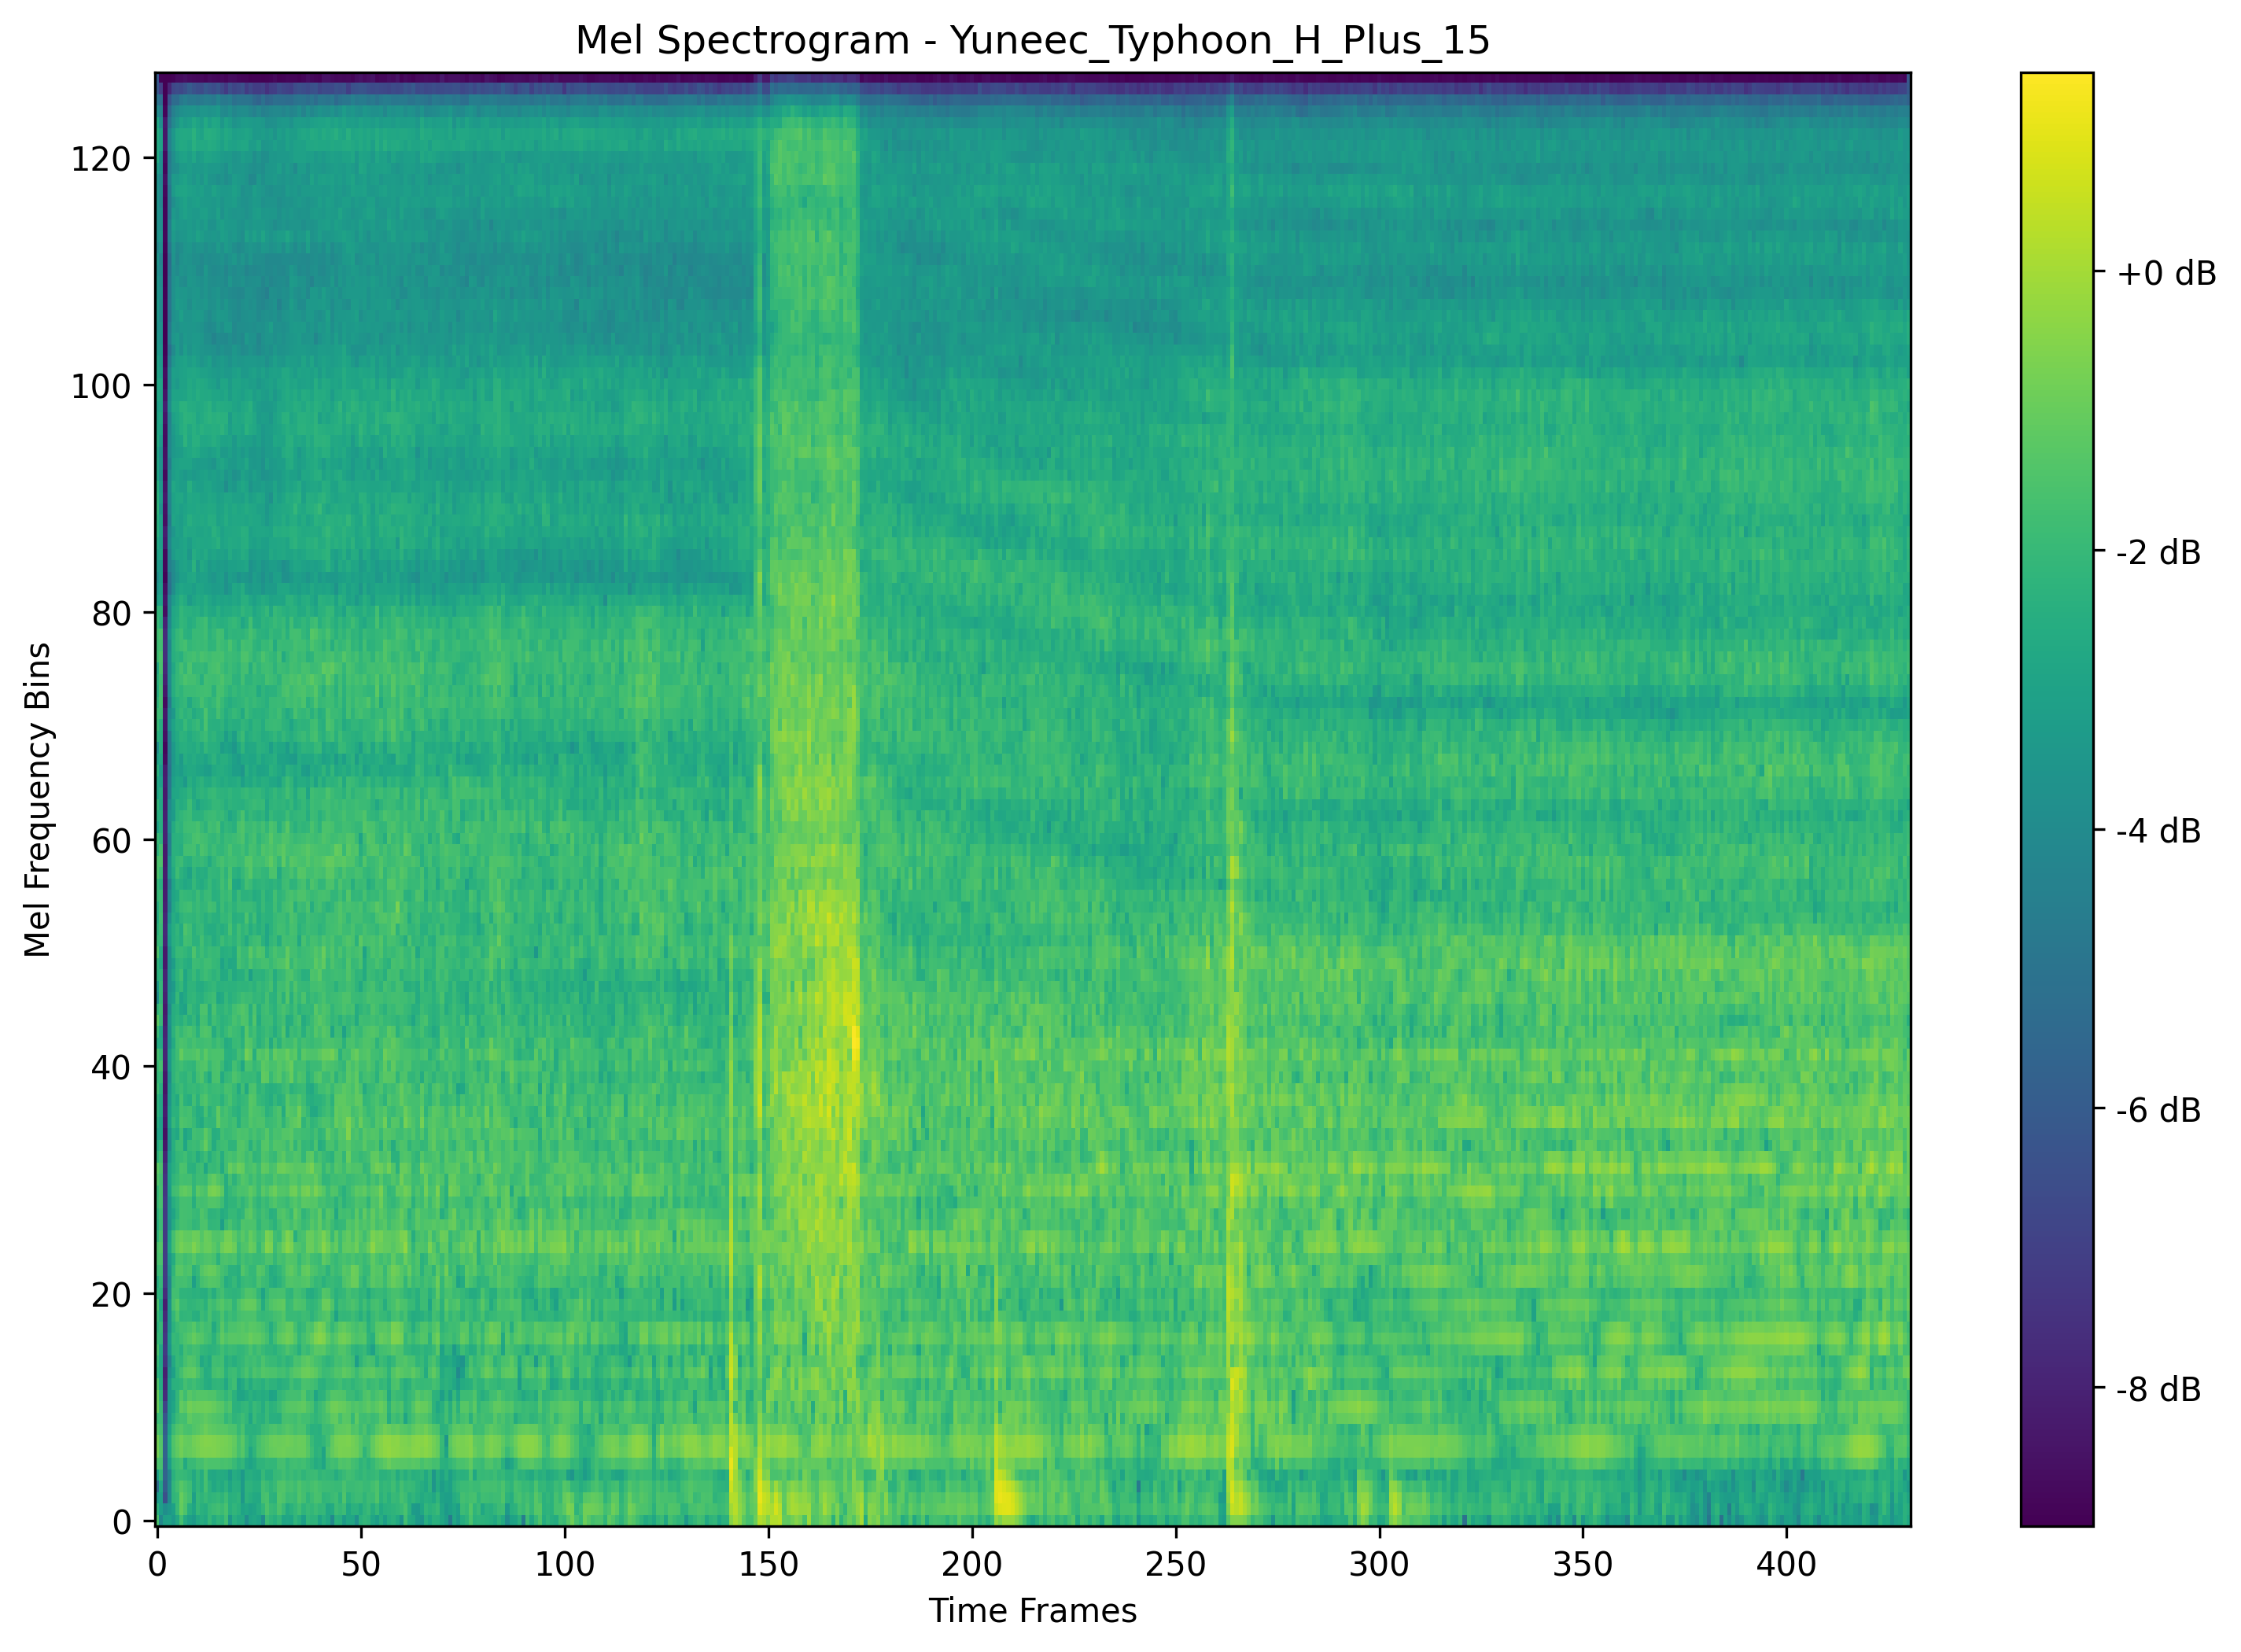 Mel Spectrogram - Yuneec_Typhoon_H_Plus_15
Mel Frequency Bins
120
100
80
60
40
20
0
0 50 100 150 200 250 300 350 400
Time Frames
+0 dB
-2 dB
-4 dB
-6 dB
-8 dB